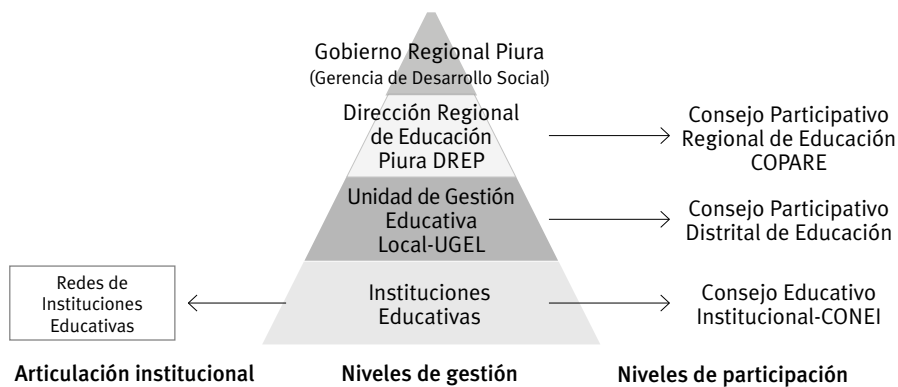 Gobierno Regional Piura
(Gerencia de Desarrollo Social)
Dirección Regional
de Educación
Piura DREP
Consejo Participativo
Regional de Educación
COPARE
Unidad de Gestión
Educativa
Local-UGEL
Consejo Participativo
Distrital de Educación
Redes de
Instituciones
Educativas
Instituciones
Educativas
Consejo Educativo
Institucional-CONEI
Articulación institucional
Niveles de gestión
Niveles de participación